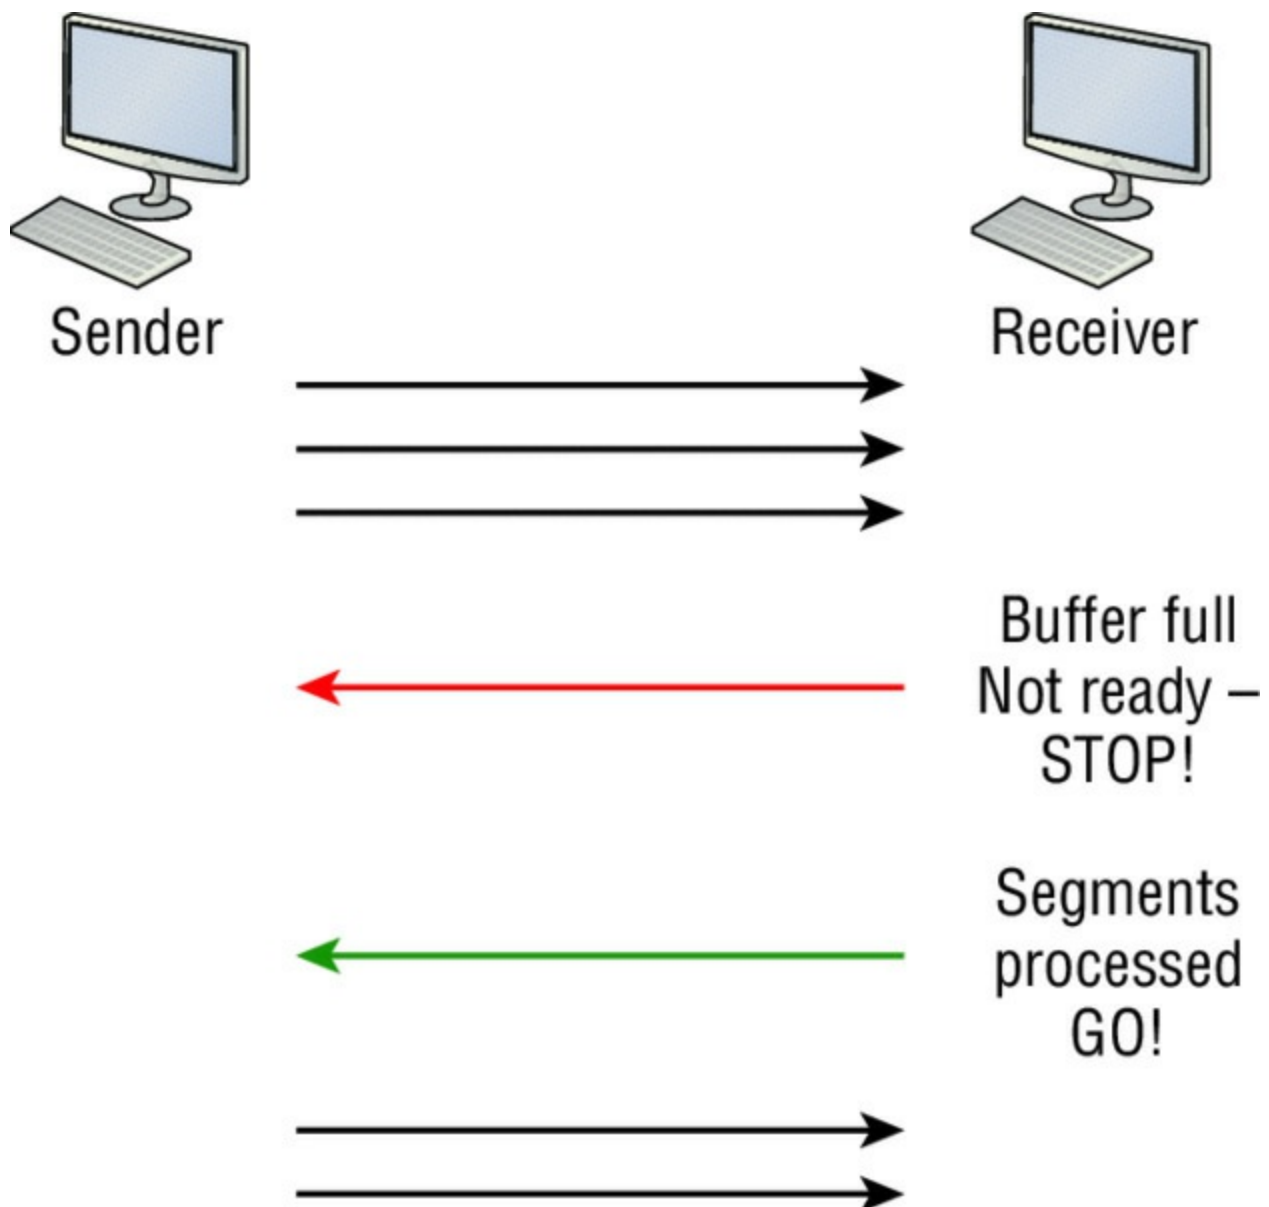 Sender
Receiver
Buffer full
Not ready –
STOP!
Segments
processed
GO!